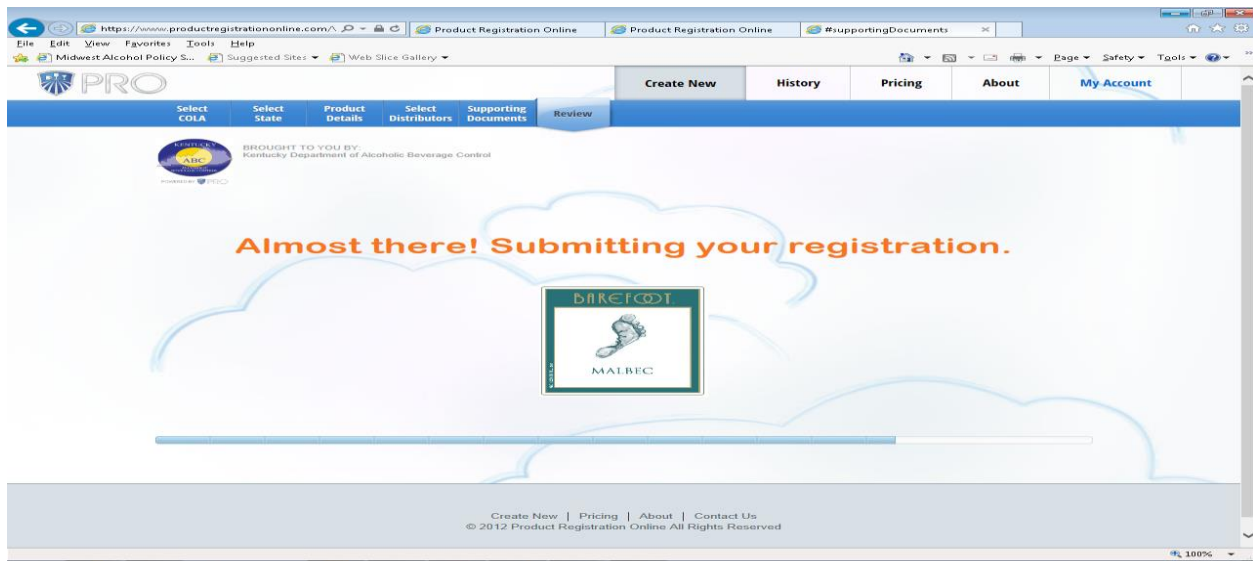 https://www.productregistrationonline.com/
Product Registration Online
Product Registration Online
#supportingDocuments
File Edit View Favorites Tools Help
Midwest Alcohol Policy S... Suggested Sites Web Slice Gallery
Page Safety Tools
PRO
Create New History Pricing About My Account
Select COLA
Select State
Product Details
Select Distributors
Supporting Documents
Review
KENTUCKY
ABC
BROUGHT TO YOU BY:
Kentucky Department of Alcoholic Beverage Control
POWERED BY PRO
Almost there! Submitting your registration.
BAREFOOT
MALBEC
Create New | Pricing | About | Contact Us
© 2012 Product Registration Online All Rights Reserved
100%